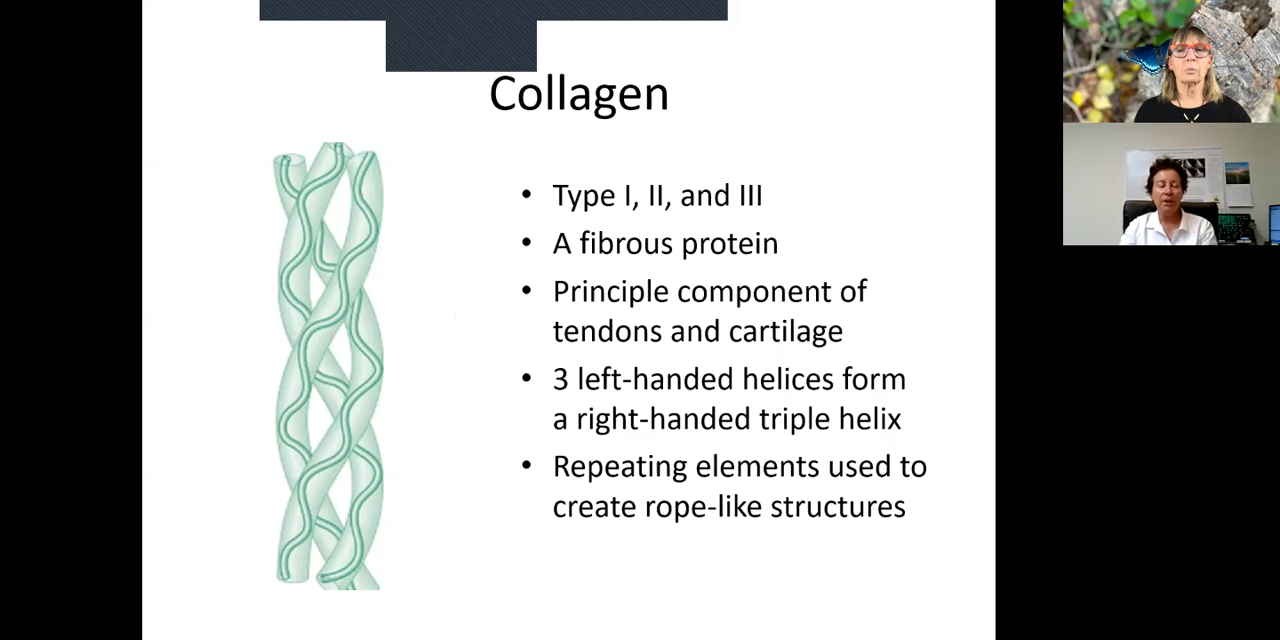 Collagen
• Type I, II, and III
• A fibrous protein
• Principle component of
tendons and cartilage
• 3 left-handed helices form
a right-handed triple helix
• Repeating elements used to
create rope-like structures